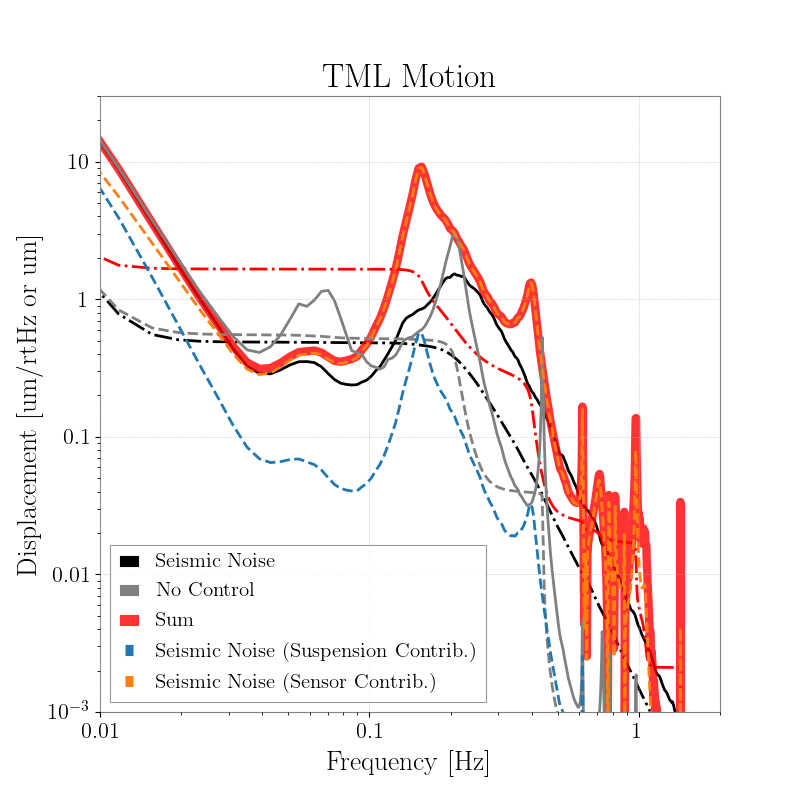 TML Motion
Displacement [um/rtHz or um]
10
1
0.1
0.01
10⁻³
Seismic Noise
No Control
Sum
Seismic Noise (Suspension Contrib.)
Seismic Noise (Sensor Contrib.)
0.01
0.1
1
Frequency [Hz]